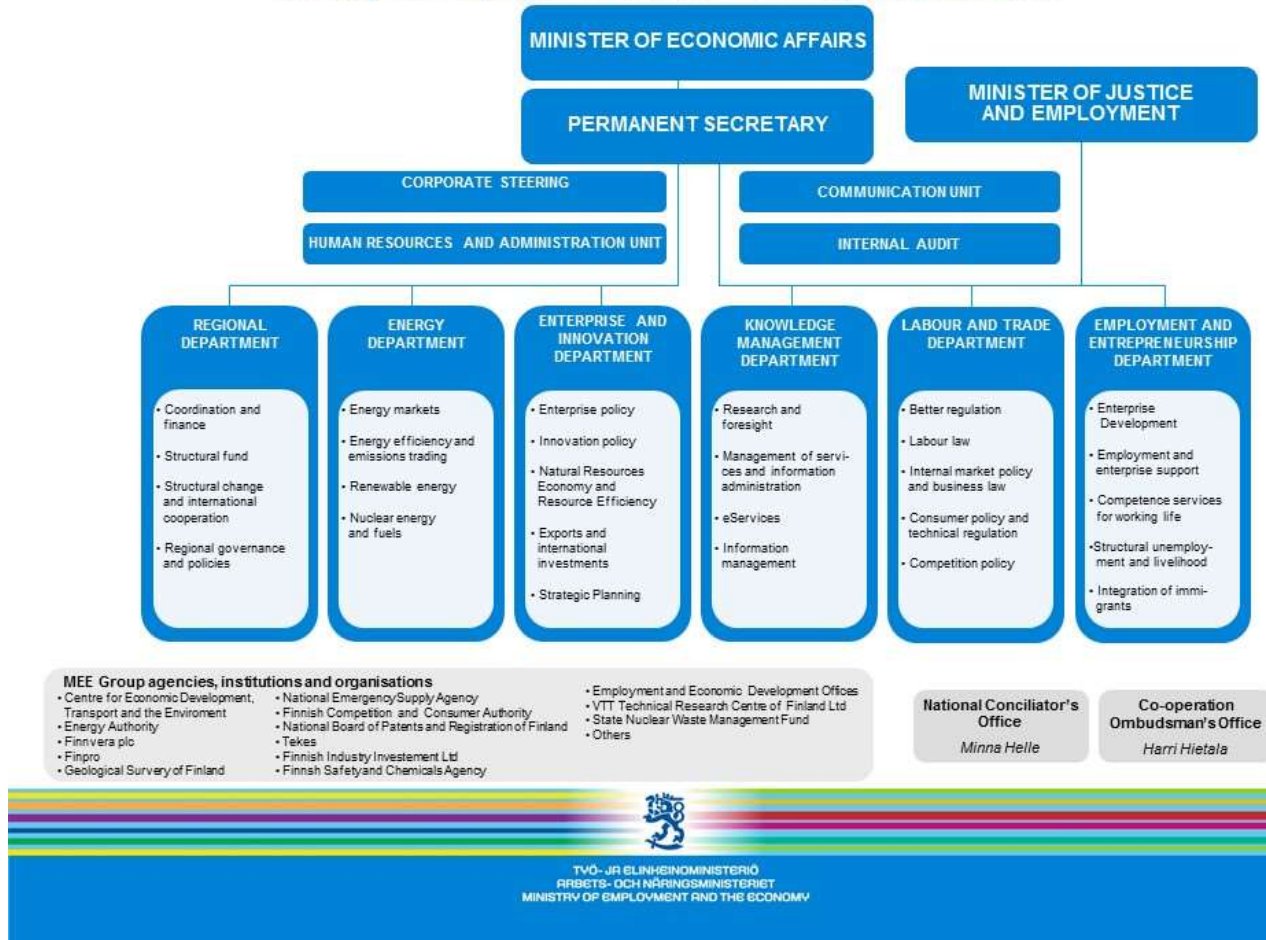 MINISTER OF ECONOMIC AFFAIRS
PERMANENT SECRETARY
MINISTER OF JUSTICE
AND EMPLOYMENT
CORPORATE STEERING
COMMUNICATION UNIT
HUMAN RESOURCES AND ADMINISTRATION UNIT
INTERNAL AUDIT
REGIONAL
DEPARTMENT
• Coordination and
finance
• Structural fund
• Structural change
and international
cooperation
• Regional governance
and policies
ENERGY
DEPARTMENT
• Energy markets
• Energy efficiency and
emissions trading
• Renewable energy
• Nuclear energy
and fuels
ENTERPRISE AND
INNOVATION
DEPARTMENT
• Enterprise policy
• Innovation policy
• Natural Resources
Economy and
Resource Efficiency
• Exports and
international
investments
• Strategic Planning
KNOWLEDGE
MANAGEMENT
DEPARTMENT
• Research and
foresight
• Management of servi-
ces and information
administration
• eServices
• Information
management
LABOUR AND TRADE
DEPARTMENT
• Better regulation
• Labour law
• Internal market policy
and business law
• Consumer policy and
technical regulation
• Competition policy
EMPLOYMENT AND
ENTREPRENEURSHIP
DEPARTMENT
• Enterprise
Development
• Employment and
enterprise support
• Competence services
for working life
•Structural unemploy-
ment and livelihood
• Integration of immi-
grants
MEE Group agencies, institutions and organisations
• Centre for Economic Development,
Transport and the Enviroment
• Energy Authority
• Finnvera plc
• Finpro
• Geological Survery of Finland
• National Emergency Supply Agency
• Finnish Competition and Consumer Authority
• National Board of Patents and Registration of Finland
• Tekes
• Finnish Industry Investement Ltd
• Finnsh Safety and Chemicals Agency
• Employment and Economic Development Offices
• VTT Technical Research Centre of Finland Ltd
• State Nuclear Waste Management Fund
• Others
National Conciliator's
Office
Minna Helle
Co-operation
Ombudsman's Office
Harri Hietala
TYÖ- JA ELINKEINOMINISTERIÖ
ARBETS- OCH NÄRINGSMINISTERIET
MINISTRY OF EMPLOYMENT AND THE ECONOMY